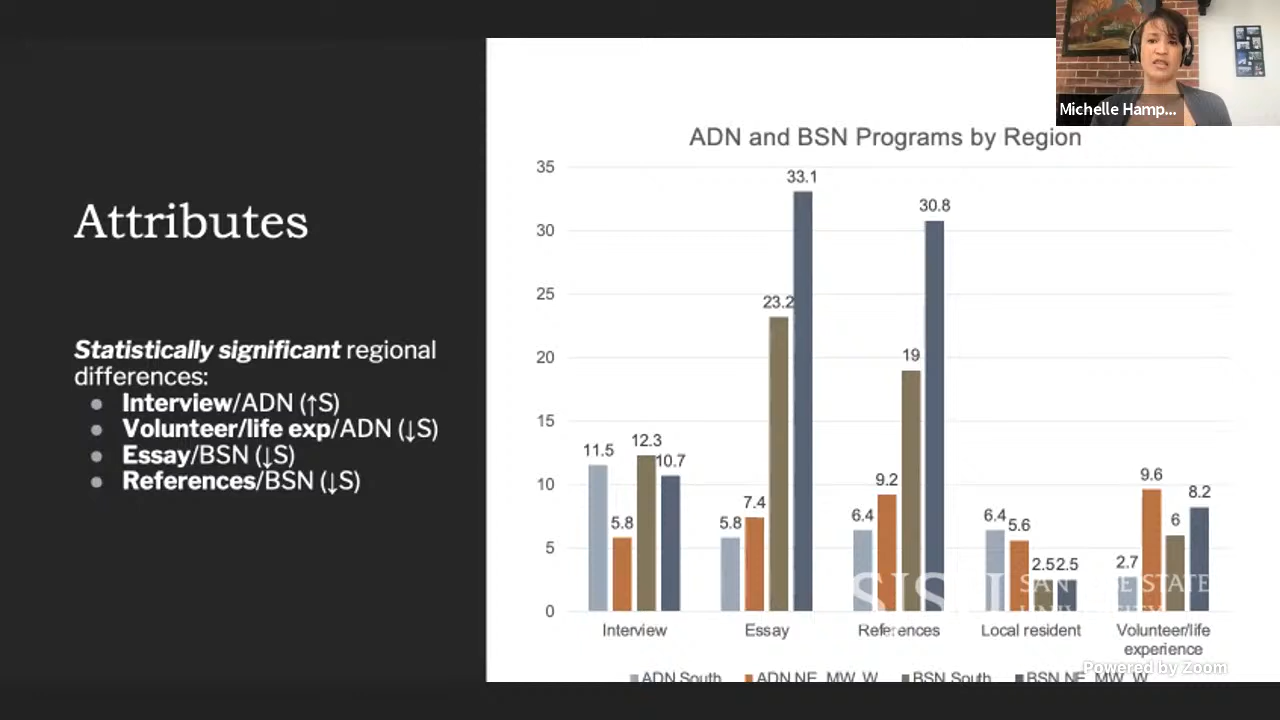 Attributes
Statistically significant regional
differences:
● Interview/ADN (↑S)
● Volunteer/life exp/ADN (↓S)
● Essay/BSN (↓S)
● References/BSN (↓S)
Michelle Hamp...
ADN and BSN Programs by Region
35
30
25
20
15
10
5
0
11.5
5.8
12.3
10.7
5.8
7.4
23.2
33.1
6.4
9.2
19
30.8
6.4
5.6
2.5
2.5
2.7
9.6
6
8.2
Interview
Essay
References
Local resident
Volunteer/life
experience
ADN South
ADN NE, MW, W
BSN South
BSN NE, MW, W
STATE
Powered by Zoom